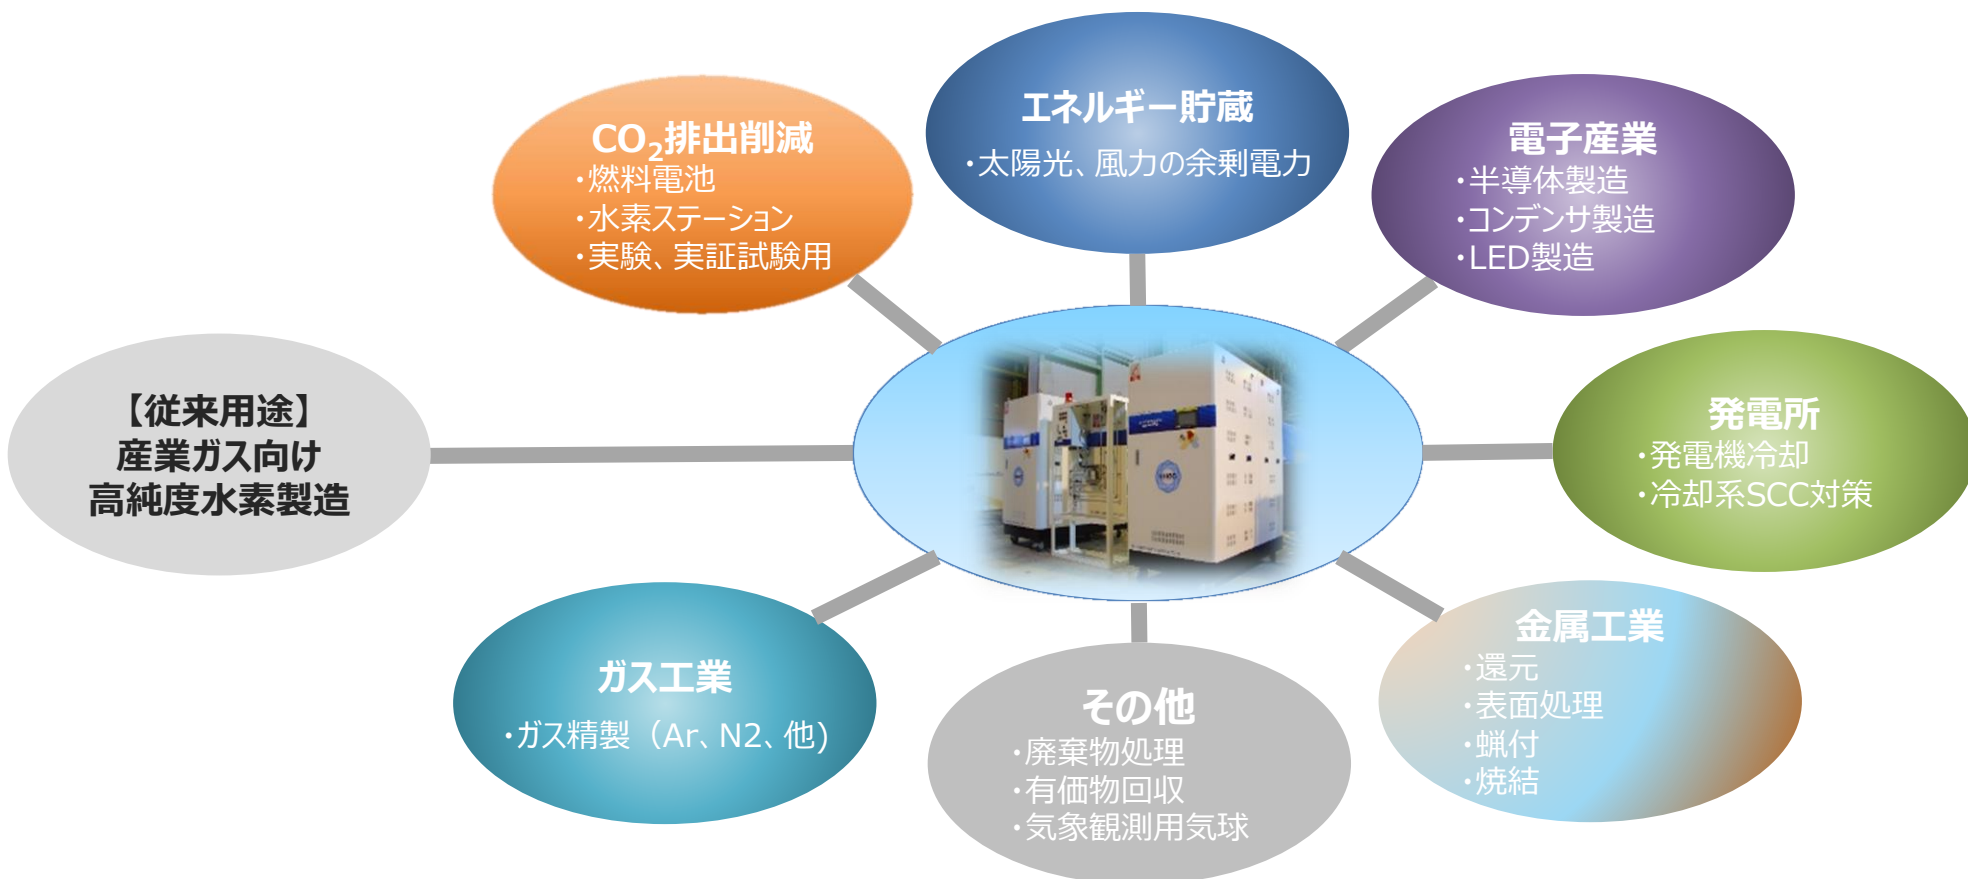 エネルギー貯蔵
・太陽光、風力の余剰電力
CO₂排出削減
・燃料電池
・水素ステーション
・実験、実証試験用
電子産業
・半導体製造
・コンデンサ製造
・LED製造
【従来用途】
産業ガス向け
高純度水素製造
発電所
・発電機冷却
・冷却系SCC対策
ガス工業
・ガス精製（Ar、N2、他)
その他
・廃棄物処理
・有価物回収
・気象観測用気球
金属工業
・還元
・表面処理
・蝋付
・焼結